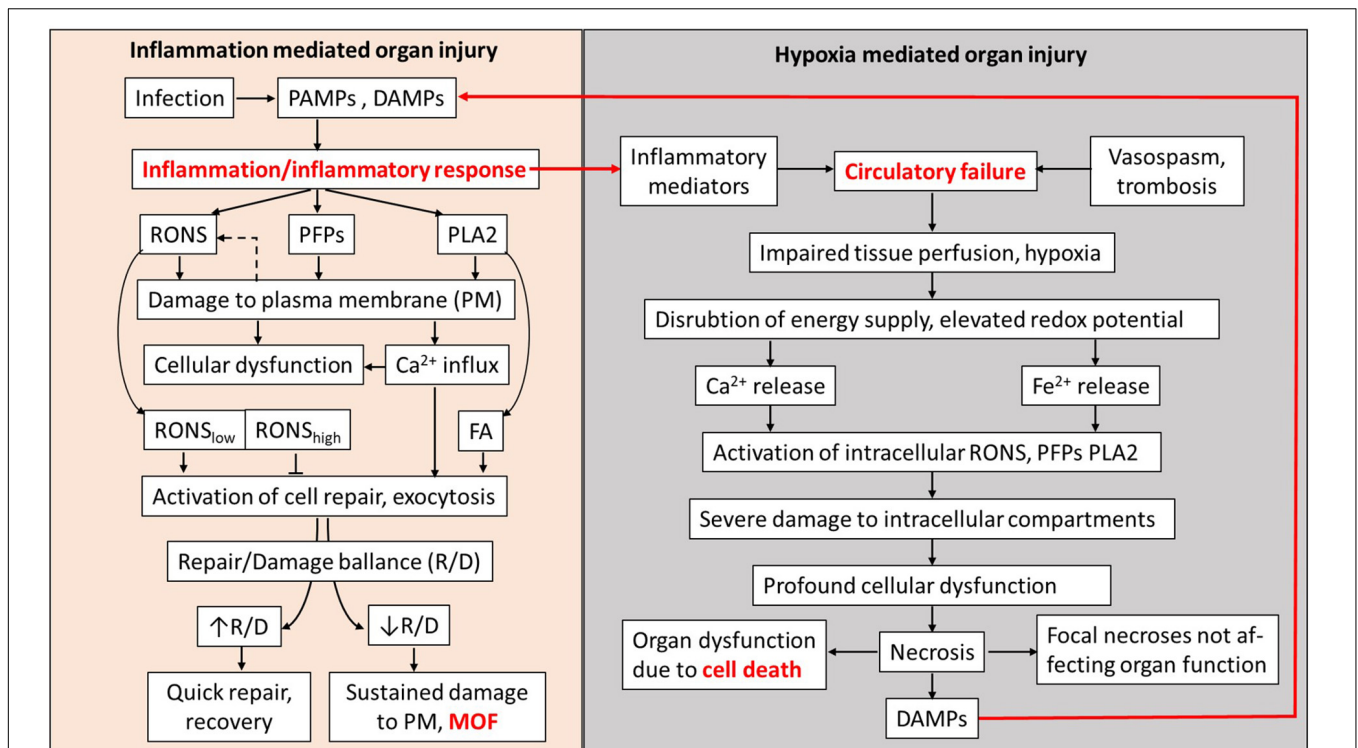 Inflammation mediated organ injury
Infection
PAMPs , DAMPs
Inflammation/inflammatory response
RONS
PFPs
PLA2
Damage to plasma membrane (PM)
Cellular dysfunction
Ca²⁺ influx
RONSlow
RONShigh
FA
Activation of cell repair, exocytosis
Repair/Damage ballance (R/D)
↑R/D
↓R/D
Quick repair,
recovery
Sustained damage
to PM, MOF
Hypoxia mediated organ injury
Inflammatory
mediators
Circulatory failure
Vasospasm,
trombosis
Impaired tissue perfusion, hypoxia
Disrubtion of energy supply, elevated redox potential
Ca²⁺ release
Fe²⁺ release
Activation of intracellular RONS, PFPs PLA2
Severe damage to intracellular compartments
Profound cellular dysfunction
Organ dysfunction
due to cell death
Necrosis
Focal necroses not af-
fecting organ function
DAMPs